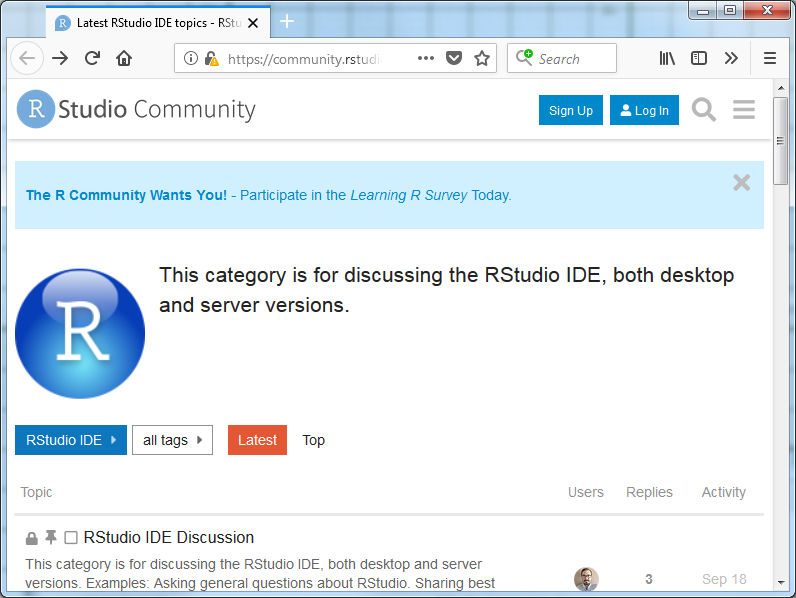 Latest RStudio IDE topics - RStu
https://community.rstudi
Search
R Studio Community
Sign Up
Log In
The R Community Wants You! - Participate in the Learning R Survey Today.
R
This category is for discussing the RStudio IDE, both desktop
and server versions.
RStudio IDE
all tags
Latest
Top
Topic
Users
Replies
Activity
RStudio IDE Discussion
This category is for discussing the RStudio IDE, both desktop and server
versions. Examples: Asking general questions about RStudio. Sharing best
3
Sep 18